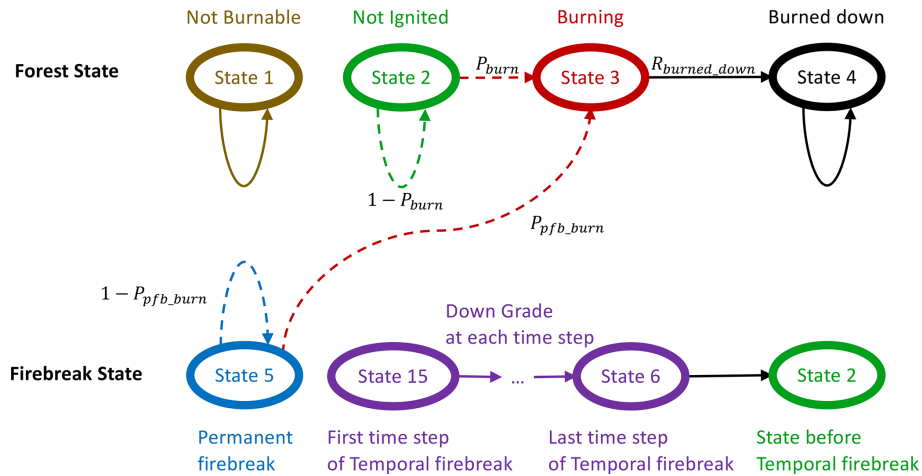 Not Burnable
Not Ignited
Burning
Burned down
Forest State
State 1
State 2
P_burn
State 3
R_burned_down
State 4
1 − P_burn
P_pfb_burn
1 − P_pfb_burn
Down Grade
at each time step
Firebreak State
State 5
State 15
...
State 6
State 2
Permanent
firebreak
First time step
of Temporal firebreak
Last time step
of Temporal firebreak
State before
Temporal firebreak